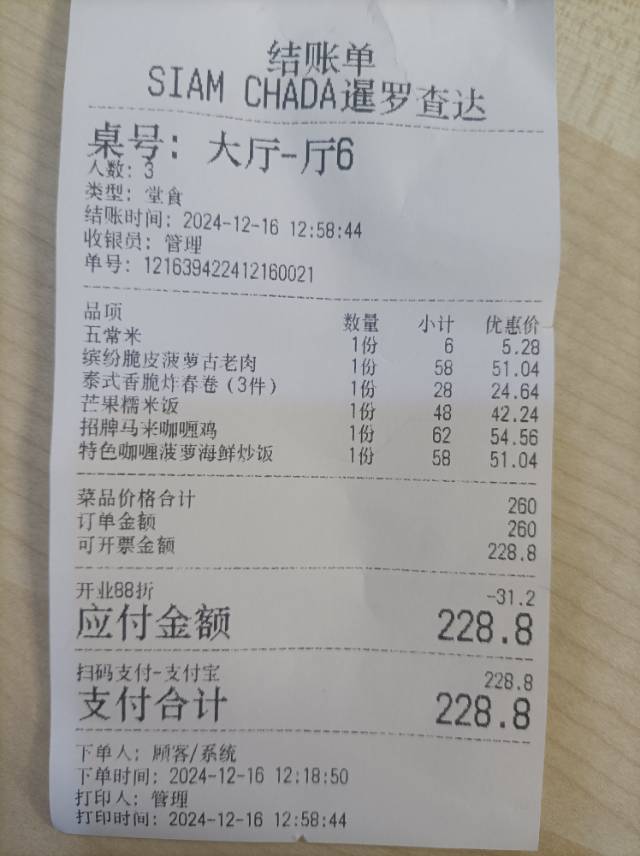 结账单
SIAM CHADA暹罗查达
桌号: 大厅-厅6
人数: 3
类型: 堂食
结账时间: 2024-12-16 12:58:44
收银员: 管理
单号: 121639422412160021
品项 数量 小计 优惠价
五常米 1份 6 5.28
缤纷脆皮菠萝古老肉 1份 58 51.04
泰式香脆炸春卷(3件) 1份 28 24.64
芒果糯米饭 1份 48 42.24
招牌马来咖喱鸡 1份 62 54.56
特色咖喱菠萝海鲜炒饭 1份 58 51.04
菜品价格合计 260
订单金额 260
可开票金额 228.8
开业88折 -31.2
应付金额 228.8
扫码支付-支付宝 228.8
支付合计 228.8
下单人: 顾客/系统
下单时间: 2024-12-16 12:18:50
打印人: 管理
打印时间: 2024-12-16 12:58:44